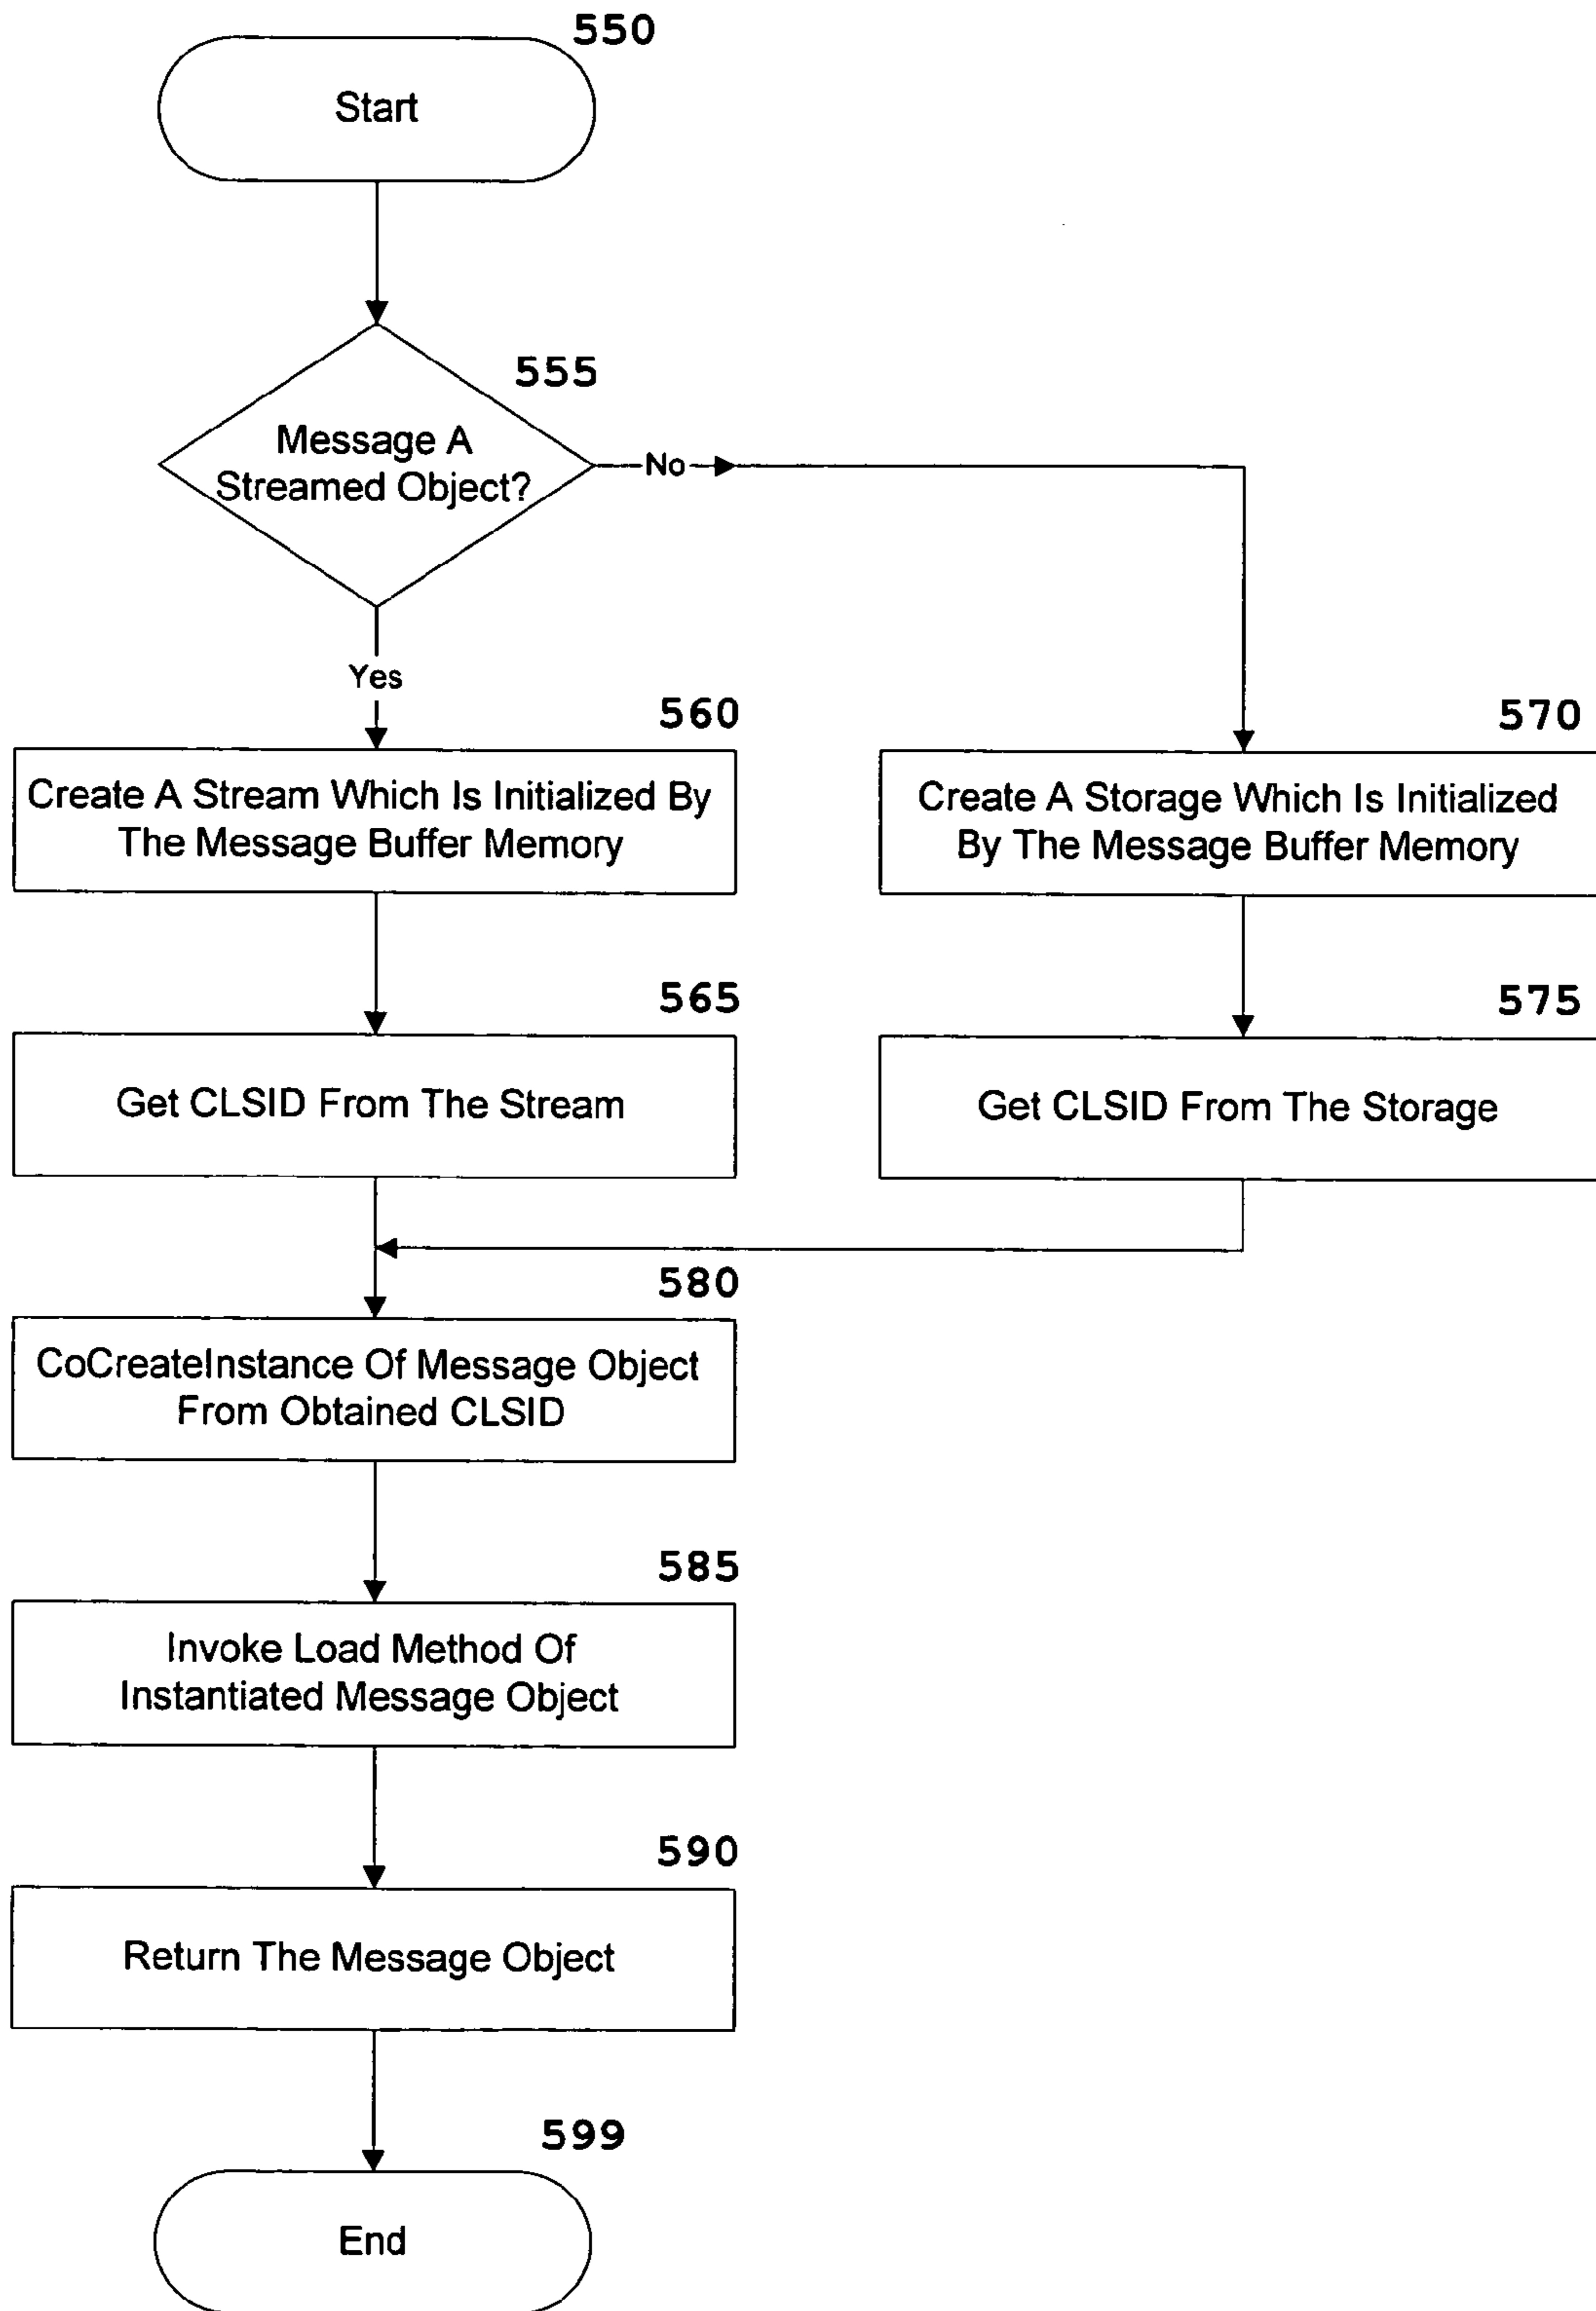 550
Start
555
Message A
Streamed Object?
No
Yes
560
570
Create A Stream Which Is Initialized By
The Message Buffer Memory
Create A Storage Which Is Initialized
By The Message Buffer Memory
565
575
Get CLSID From The Stream
Get CLSID From The Storage
580
CoCreateInstance Of Message Object
From Obtained CLSID
585
Invoke Load Method Of
Instantiated Message Object
590
Return The Message Object
599
End